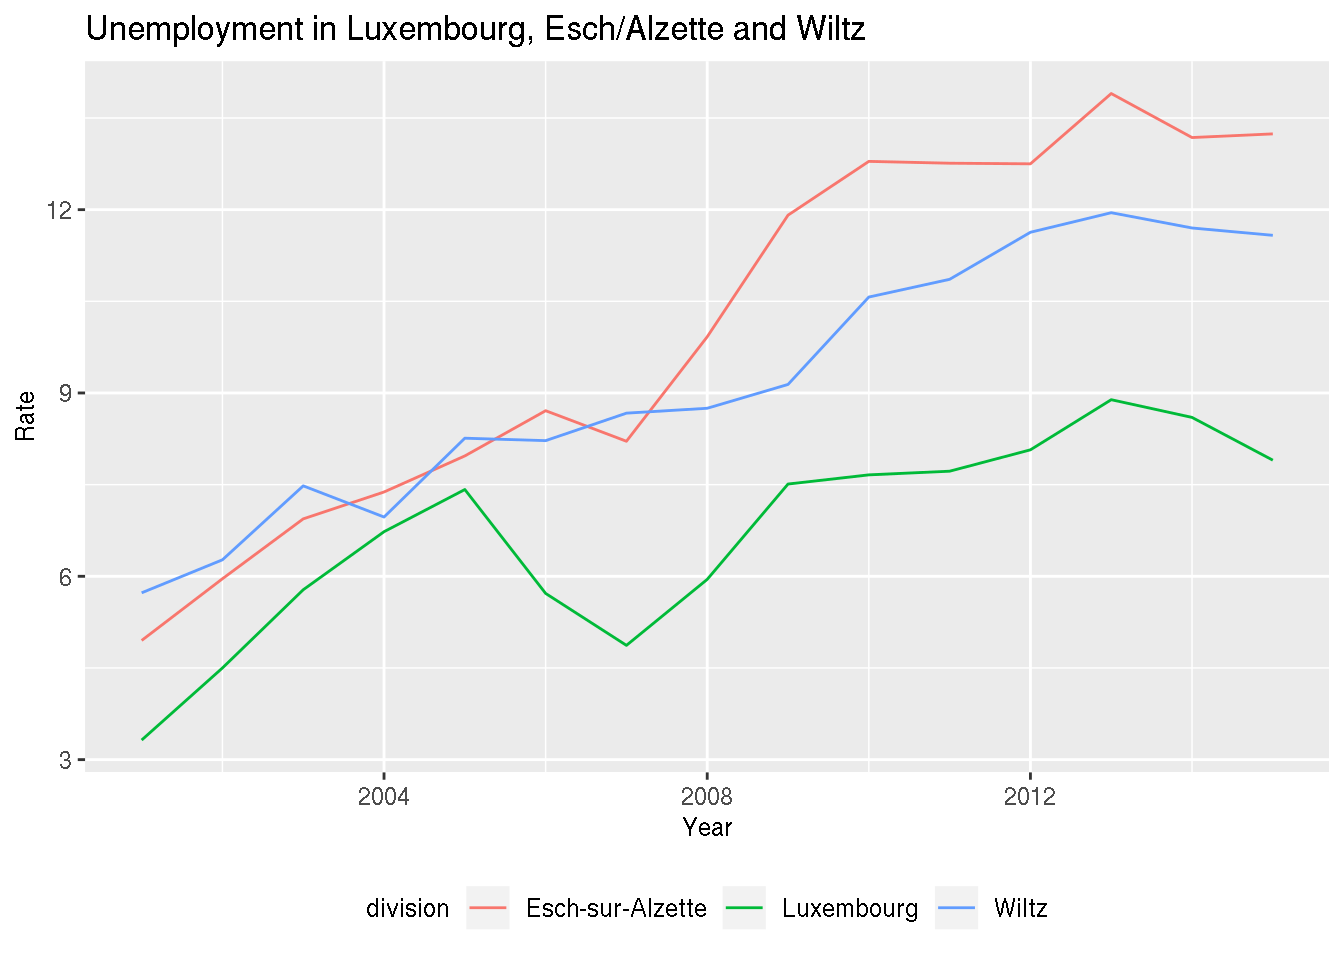 Unemployment in Luxembourg, Esch/Alzette and Wiltz
12
9
6
3
Rate
2004 2008 2012
Year
division Esch-sur-Alzette Luxembourg Wiltz